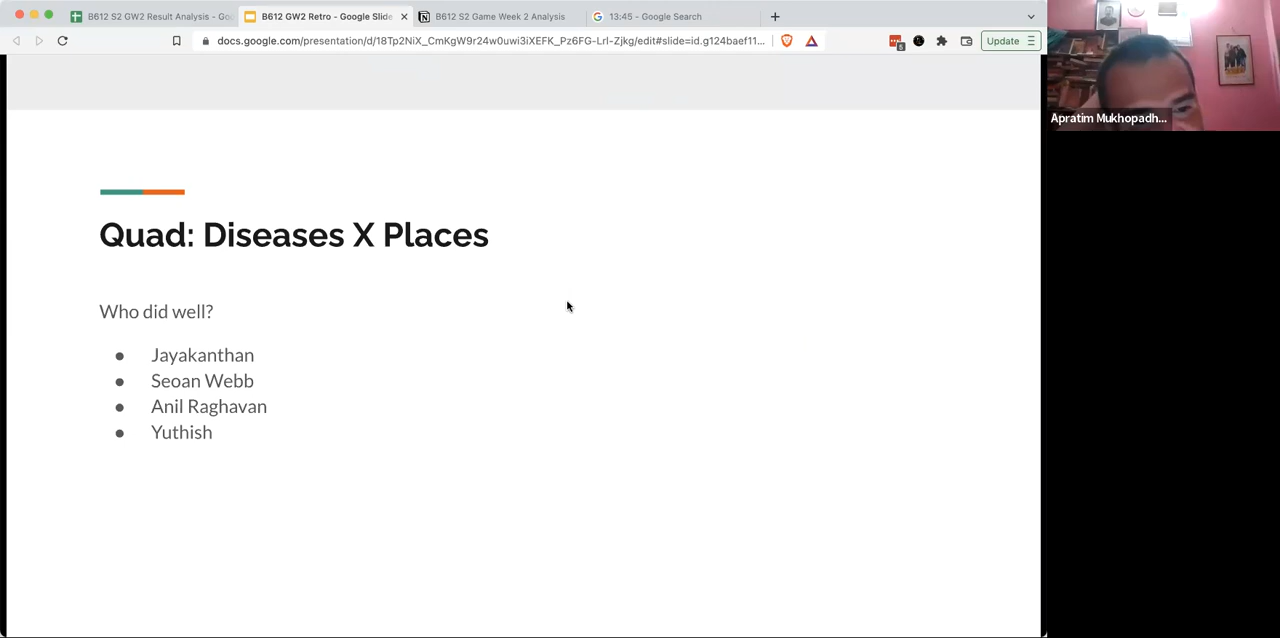 B612 S2 GW2 Result Analysis - Go
B612 GW2 Retro - Google Slide
B612 S2 Game Week 2 Analysis
13:45 - Google Search
docs.google.com/presentation/d/18Tp2NiX_CmKgW9r24w0uwi3iXEFK_Pz6FG-LrI-Zjkg/edit#slide=id.g124baef11...
6
Update
Apratim Mukhopadh...
Quad: Diseases X Places
Who did well?
● Jayakanthan
● Seoan Webb
● Anil Raghavan
● Yuthish